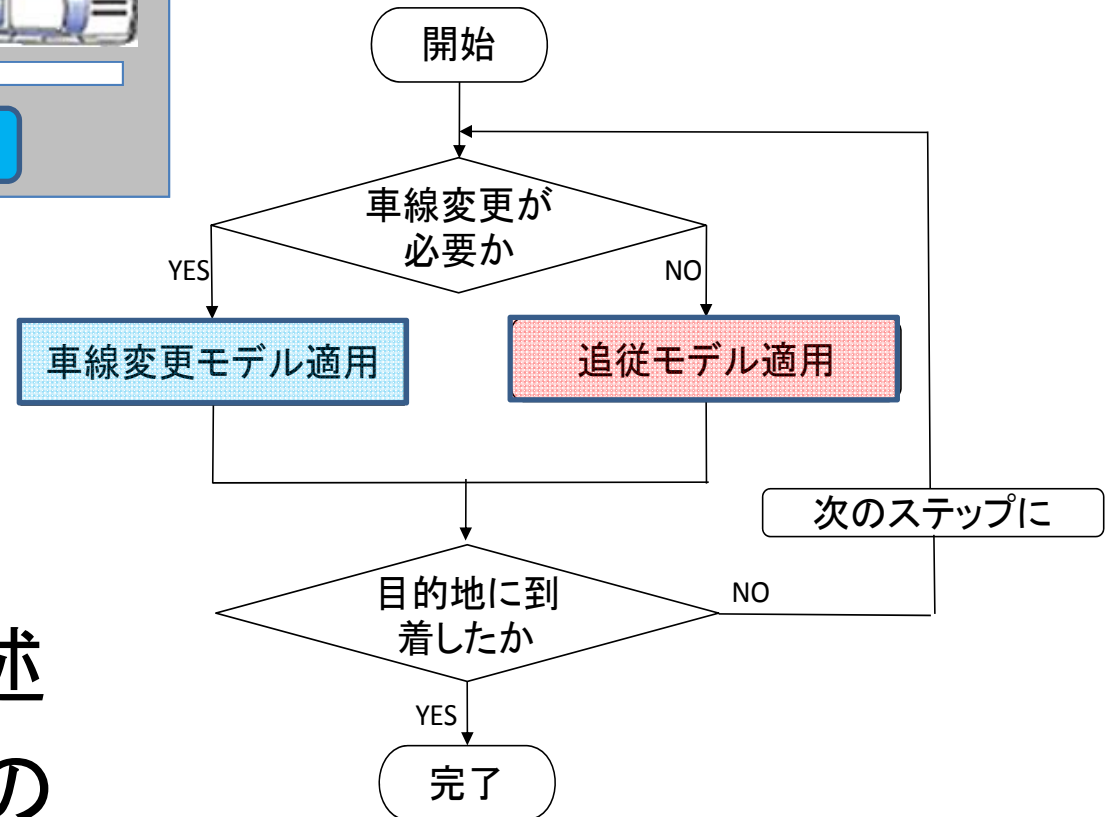 開始
車線変更が
必要か
YES
NO
車線変更モデル適用
追従モデル適用
次のステップに
目的地に到
着したか
NO
YES
完了
述
の